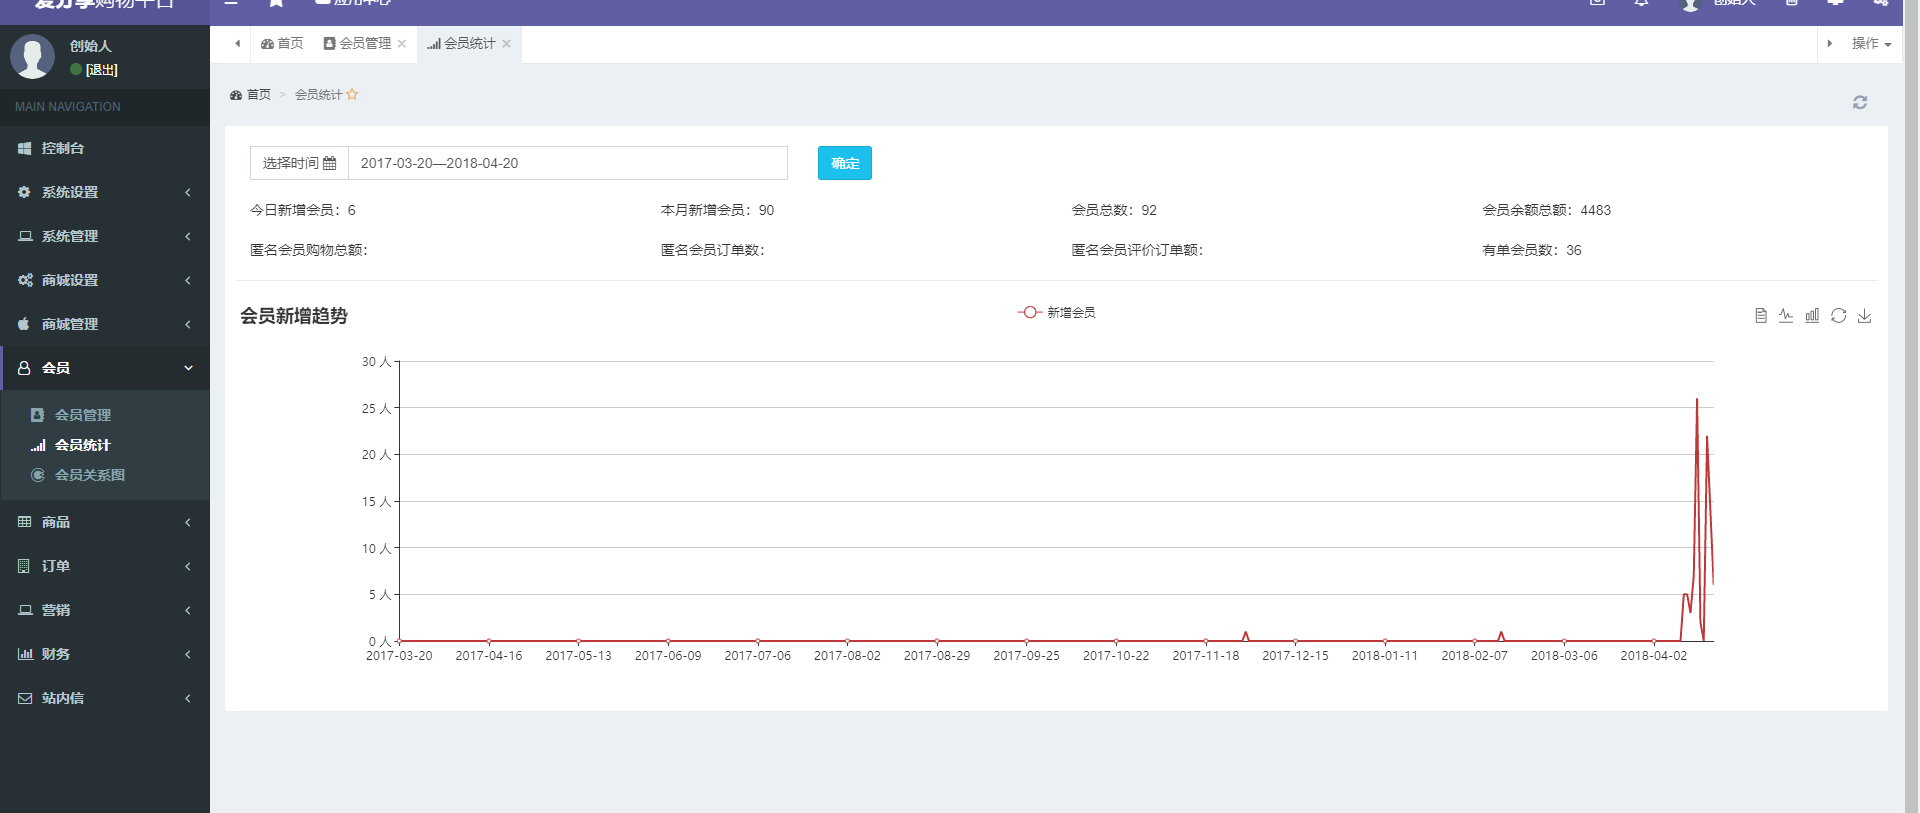 爱分享购物平台
应用中心
创始人
创始人
[退出]
首页
会员管理
会员统计
操作
MAIN NAVIGATION
首页 > 会员统计
控制台
系统设置
系统管理
商城设置
商城管理
会员
会员管理
会员统计
会员关系图
商品
订单
营销
财务
站内信
选择时间 2017-03-20—2018-04-20 确定
今日新增会员：6 本月新增会员：90 会员总数：92 会员余额总额：4483
匿名会员购物总额： 匿名会员订单数： 匿名会员评价订单额： 有单会员数：36
会员新增趋势
新增会员
30 人
25 人
20 人
15 人
10 人
5 人
0 人
2017-03-20 2017-04-16 2017-05-13 2017-06-09 2017-07-06 2017-08-02 2017-08-29 2017-09-25 2017-10-22 2017-11-18 2017-12-15 2018-01-11 2018-02-07 2018-03-06 2018-04-02